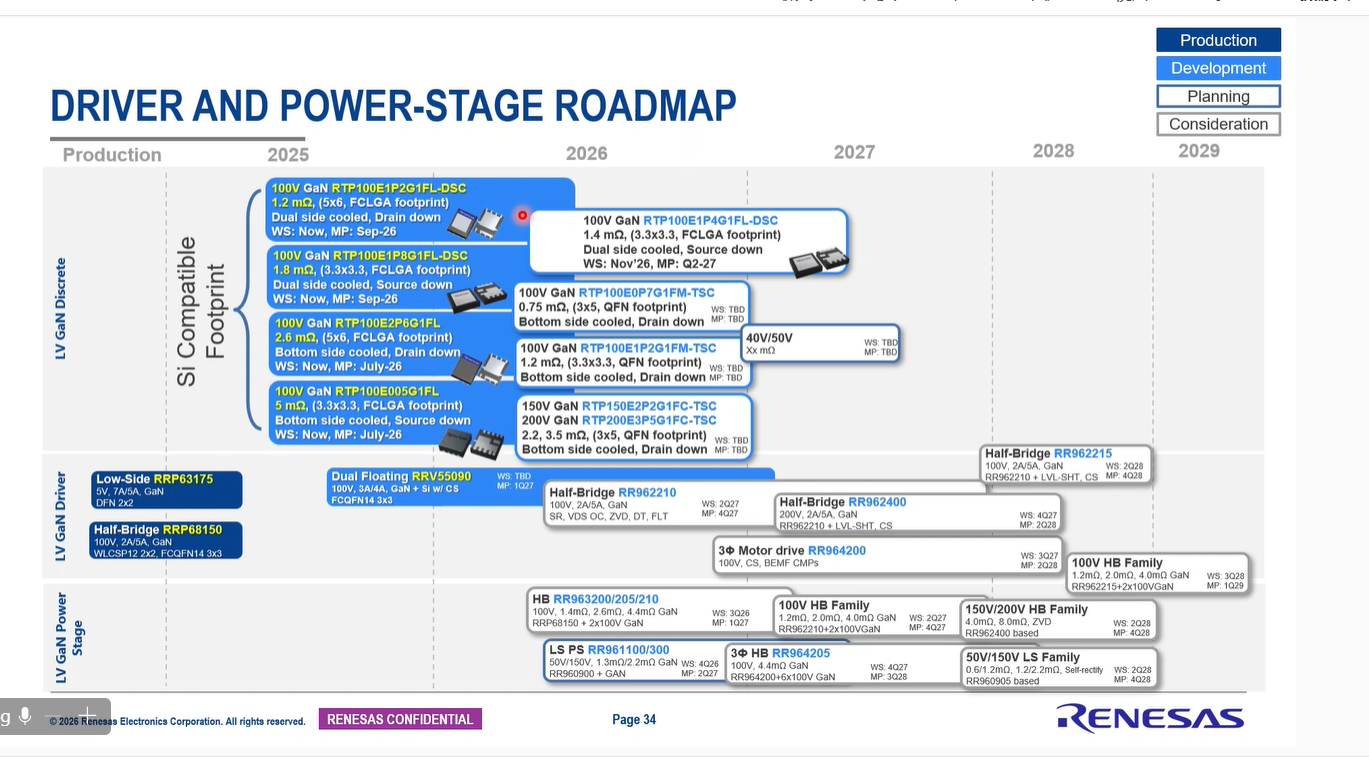 Production
Development
Planning
Consideration
DRIVER AND POWER-STAGE ROADMAP
Production
2025
2026
2027
2028
2029
LV GaN Discrete
Si Compatible
Footprint
100V GaN RTP100E1P2G1FL-DSC
1.2 mΩ, (5x6, FCLGA footprint)
Dual side cooled, Drain down
WS: Now, MP: Sep-26
100V GaN RTP100E1P8G1FL-DSC
1.8 mΩ, (3.3x3.3, FCLGA footprint)
Dual side cooled, Source down
WS: Now, MP: Sep-26
100V GaN RTP100E2P6G1FL
2.6 mΩ, (5x6, FCLGA footprint)
Bottom side cooled, Drain down
WS: Now, MP: July-26
100V GaN RTP100E005G1FL
5 mΩ, (3.3x3.3, FCLGA footprint)
Bottom side cooled, Source down
WS: Now, MP: July-26
100V GaN RTP100E1P4G1FL-DSC
1.4 mΩ, (3.3x3.3, FCLGA footprint)
Dual side cooled, Source down
WS: Nov'26, MP: Q2-27
100V GaN RTP100E0P7G1FM-TSC
0.75 mΩ, (3x5, QFN footprint)
Bottom side cooled, Drain down
WS: TBD
MP: TBD
100V GaN RTP100E1P2G1FM-TSC
1.2 mΩ, (3.3x3.3, QFN footprint)
Bottom side cooled, Drain down
WS: TBD
MP: TBD
40V/50V
Xx mΩ
WS: TBD
MP: TBD
150V GaN RTP150E2P2G1FC-TSC
200V GaN RTP200E3P5G1FC-TSC
2.2, 3.5 mΩ, (3x5, QFN footprint)
Bottom side cooled, Drain down
WS: TBD
MP: TBD
LV GaN Driver
Low-Side RRP63175
5V, 7A/5A, GaN
DFN 2x2
Half-Bridge RRP68150
100V, 2A/5A, GaN
WLCSP12 2x2, FCQFN14 3x3
Dual Floating RRV55090
100V, 3A/4A, GaN + Si w/ CS
FCQFN14 3x3
WS: TBD
MP: 1Q27
Half-Bridge RR962210
100V, 2A/5A, GaN
SR, VDS OC, ZVD, DT, FLT
WS: 2Q27
MP: 4Q27
Half-Bridge RR962400
200V, 2A/5A, GaN
RR962210 + LVL-SHT, CS
WS: 4Q27
MP: 2Q28
Half-Bridge RR962215
100V, 2A/5A, GaN
RR962210 + LVL-SHT, CS
WS: 2Q28
MP: 4Q28
3Φ Motor drive RR964200
100V, CS, BEMF CMPs
WS: 3Q27
MP: 2Q28
100V HB Family
1.2mΩ, 2.0mΩ, 4.0mΩ GaN
RR962215+2x100VGaN
WS: 3Q28
MP: 1Q29
LV GaN Power
Stage
HB RR963200/205/210
100V, 1.4mΩ, 2.6mΩ, 4.4mΩ GaN
RRP68150 + 2x100V GaN
WS: 3Q26
MP: 1Q27
100V HB Family
1.2mΩ, 2.0mΩ, 4.0mΩ GaN
RR962210+2x100VGaN
WS: 2Q27
MP: 4Q27
150V/200V HB Family
4.0mΩ, 8.0mΩ, ZVD
RR962400 based
WS: 2Q28
MP: 4Q28
LS PS RR961100/300
50V/150V, 1.3mΩ/2.2mΩ GaN
RR960900 + GAN
WS: 4Q26
MP: 2Q27
3Φ HB RR964205
100V, 4.4mΩ GaN
RR964200+6x100V GaN
WS: 4Q27
MP: 3Q28
50V/150V LS Family
0.6/1.2mΩ, 1.2/2.2mΩ, Self-rectify
RR960905 based
WS: 2Q28
MP: 4Q28
g
© 2026 Renesas Electronics Corporation. All rights reserved.
RENESAS CONFIDENTIAL
Page 34
RENESAS